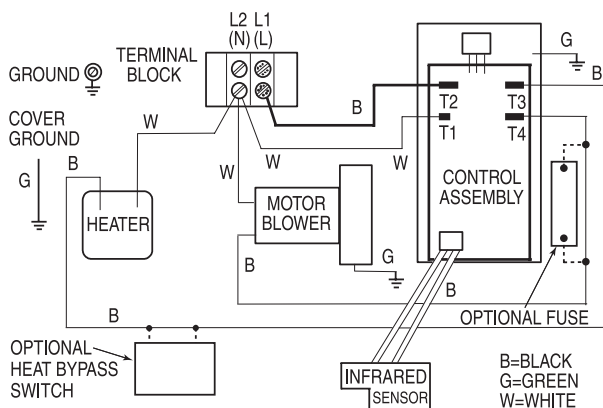 L2 L1
(N) (L)
TERMINAL
BLOCK
GROUND
COVER
GROUND
G
B
W
HEATER
W
W
B
W
MOTOR
BLOWER
B
G
G
B
T2
T3
T1
T4
CONTROL
ASSEMBLY
B
OPTIONAL FUSE
B
OPTIONAL
HEAT BYPASS
SWITCH
INFRARED
SENSOR
B=BLACK
G=GREEN
W=WHITE